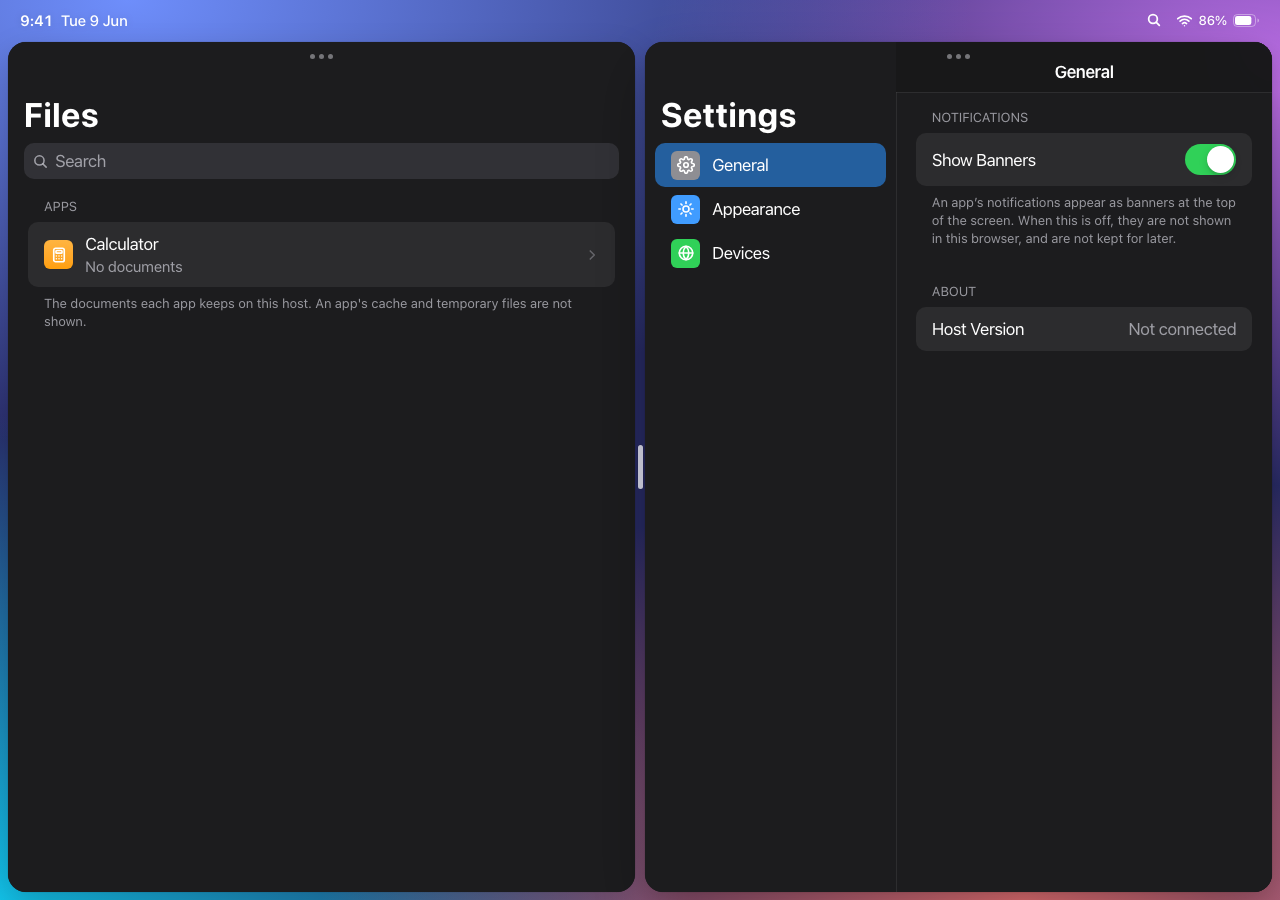 9:41 Tue 9 Jun
86%
Files
Search
APPS
Calculator
No documents
The documents each app keeps on this host. An app's cache and temporary files are not
shown.
Settings
General
Appearance
Devices
General
NOTIFICATIONS
Show Banners
An app's notifications appear as banners at the top
of the screen. When this is off, they are not shown
in this browser, and are not kept for later.
ABOUT
Host Version Not connected